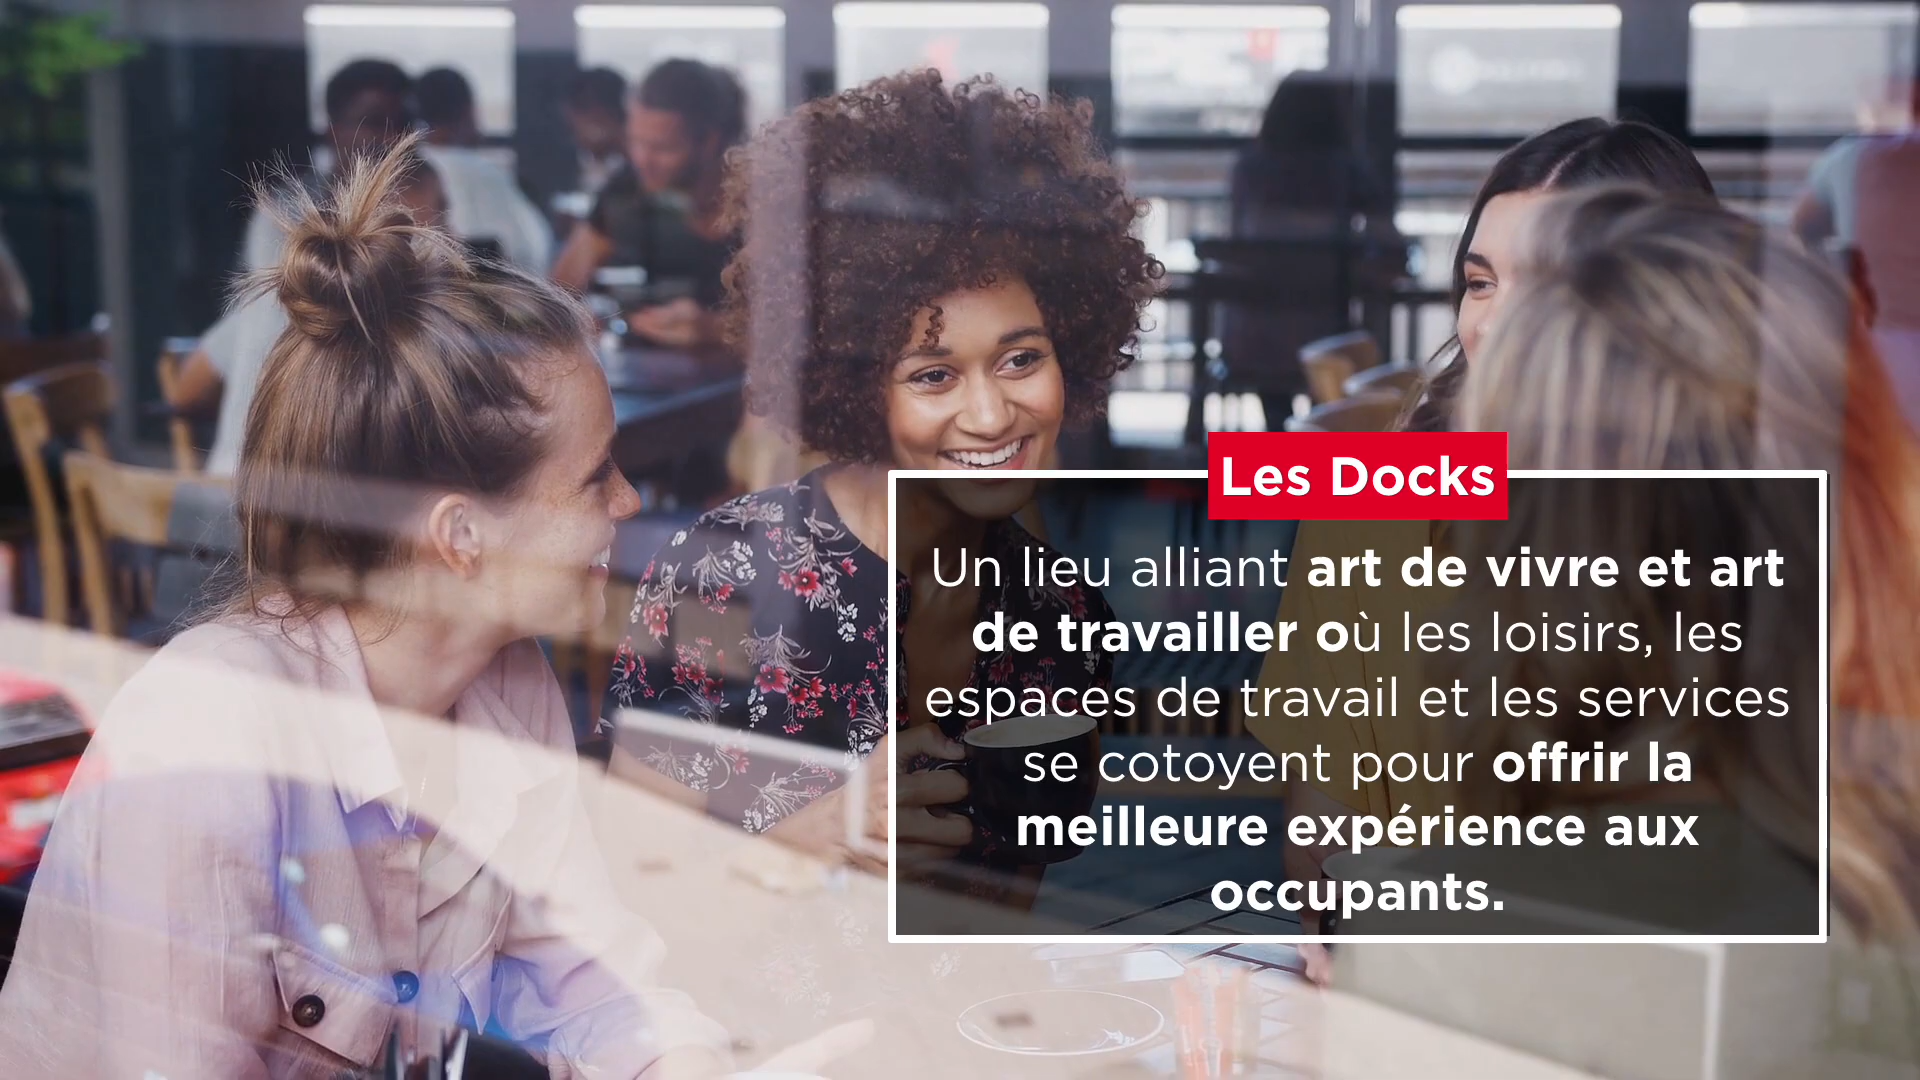 Les Docks
Un lieu alliant art de vivre et art
de travailler où les loisirs, les
espaces de travail et les services
se cotoyent pour offrir la
meilleure expérience aux
occupants.